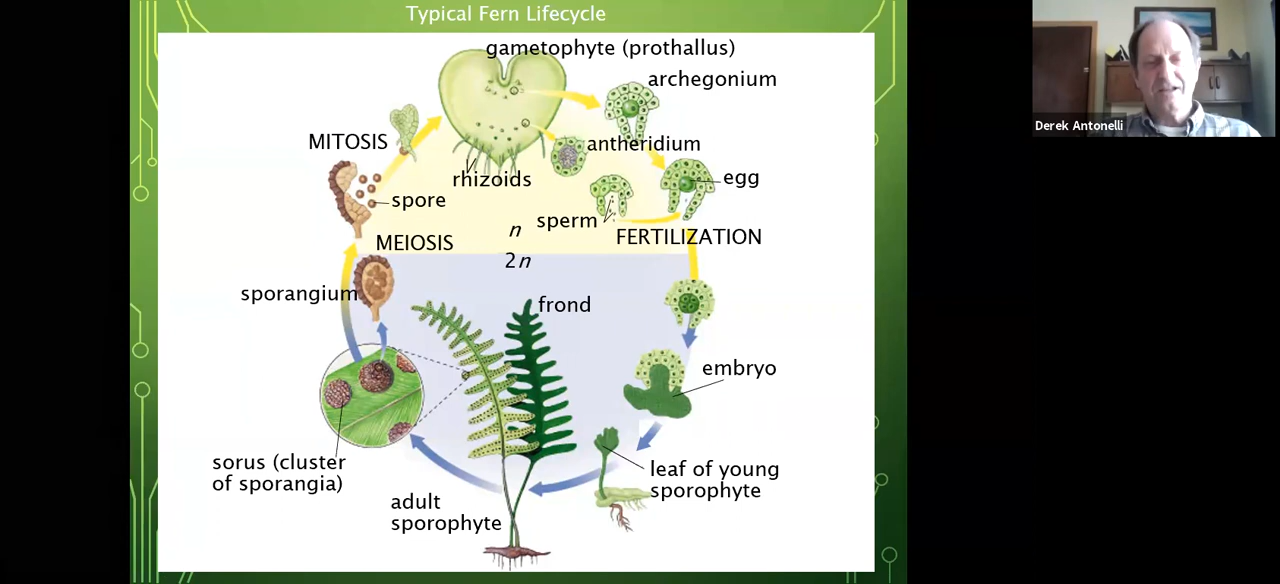 Typical Fern Lifecycle
gametophyte (prothallus)
archegonium
MITOSIS
antheridium
rhizoids
egg
spore
sperm
n
FERTILIZATION
MEIOSIS
2n
sporangium
frond
embryo
sorus (cluster
of sporangia)
leaf of young
sporophyte
adult
sporophyte
Derek Antonelli